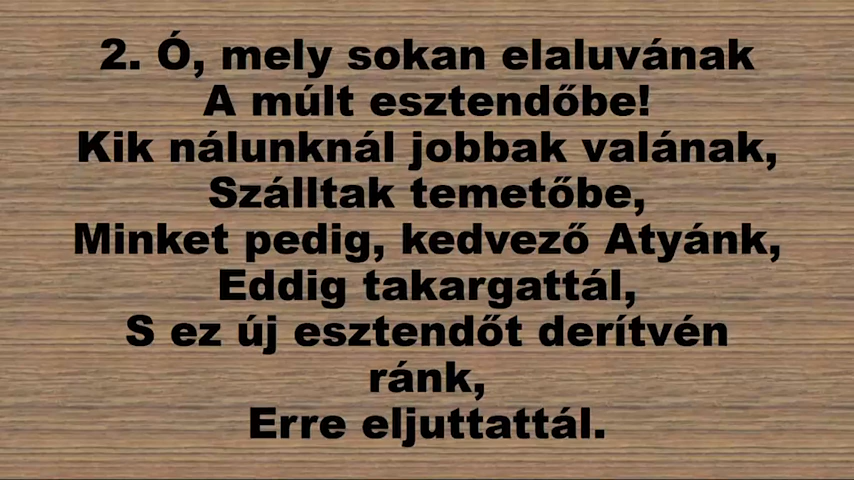 2. Ó, mely sokan elaluvának
A múlt esztendőbe!
Kik nálunknál jobbak valának,
Szálltak temetőbe,
Minket pedig, kedvező Atyánk,
Eddig takargattál,
S ez új esztendőt derítvén
ránk,
Erre eljuttattál.